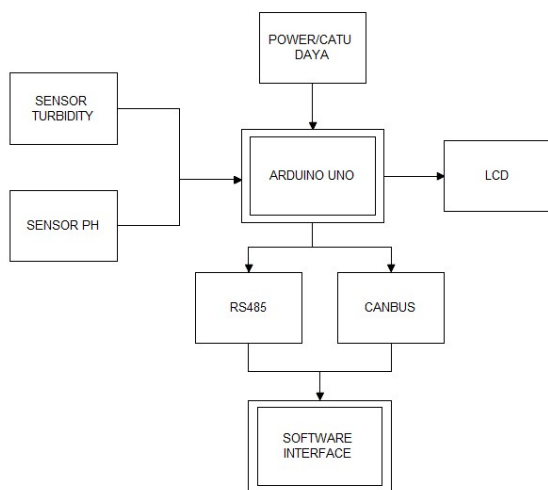 POWER/CATU
DAYA
SENSOR
TURBIDITY
ARDUINO UNO
LCD
SENSOR PH
RS485
CANBUS
SOFTWARE
INTERFACE